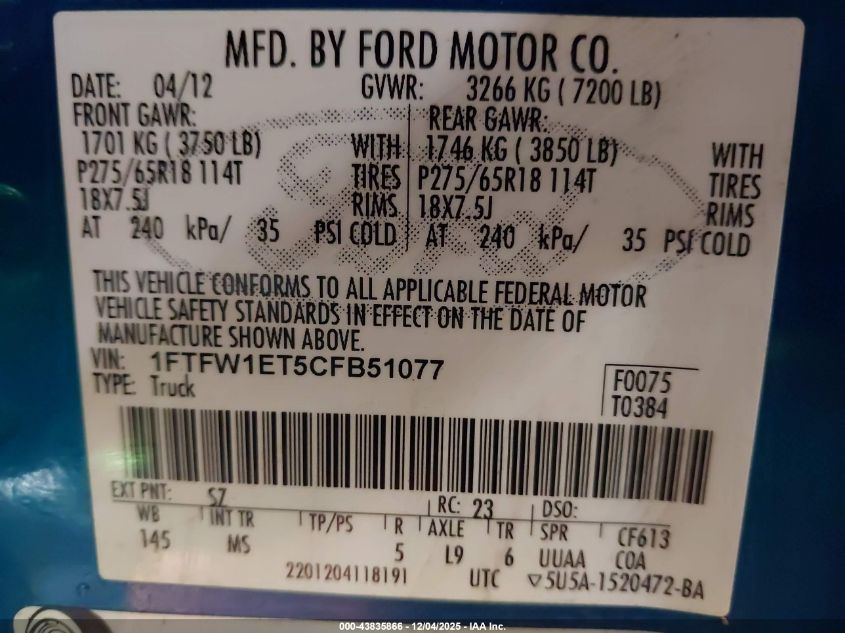 MFD. BY FORD MOTOR CO.
DATE: 04/12 GVWR: 3266 KG ( 7200 LB)
FRONT GAWR: REAR GAWR:
1701 KG ( 3750 LB) WITH 1746 KG ( 3850 LB) WITH
P275/65R18 114T TIRES P275/65R18 114T TIRES
18X7.5J RIMS 18X7.5J RIMS
AT 240 kPa/ 35 PSI COLD AT 240 kPa/ 35 PSI COLD
Ford
THIS VEHICLE CONFORMS TO ALL APPLICABLE FEDERAL MOTOR
VEHICLE SAFETY STANDARDS IN EFFECT ON THE DATE OF
MANUFACTURE SHOWN ABOVE.
VIN: 1FTFW1ET5CFB51077
TYPE: Truck
F0075
T0384
EXT PNT: SZ RC: 23 DSO:
WB INT TR TP/PS R AXLE TR SPR CF613
145 MS 5 L9 6 UUAA COA
2201204118191 UTC ▽5U5A-1520472-BA
000-43835866 - 12/04/2025 - IAA Inc.